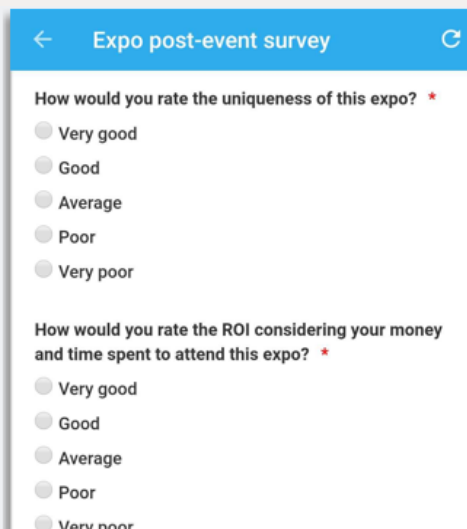 Expo post-event survey
How would you rate the uniqueness of this expo? *
Very good
Good
Average
Poor
Very poor
How would you rate the ROI considering your money
and time spent to attend this expo? *
Very good
Good
Average
Poor
Very poor